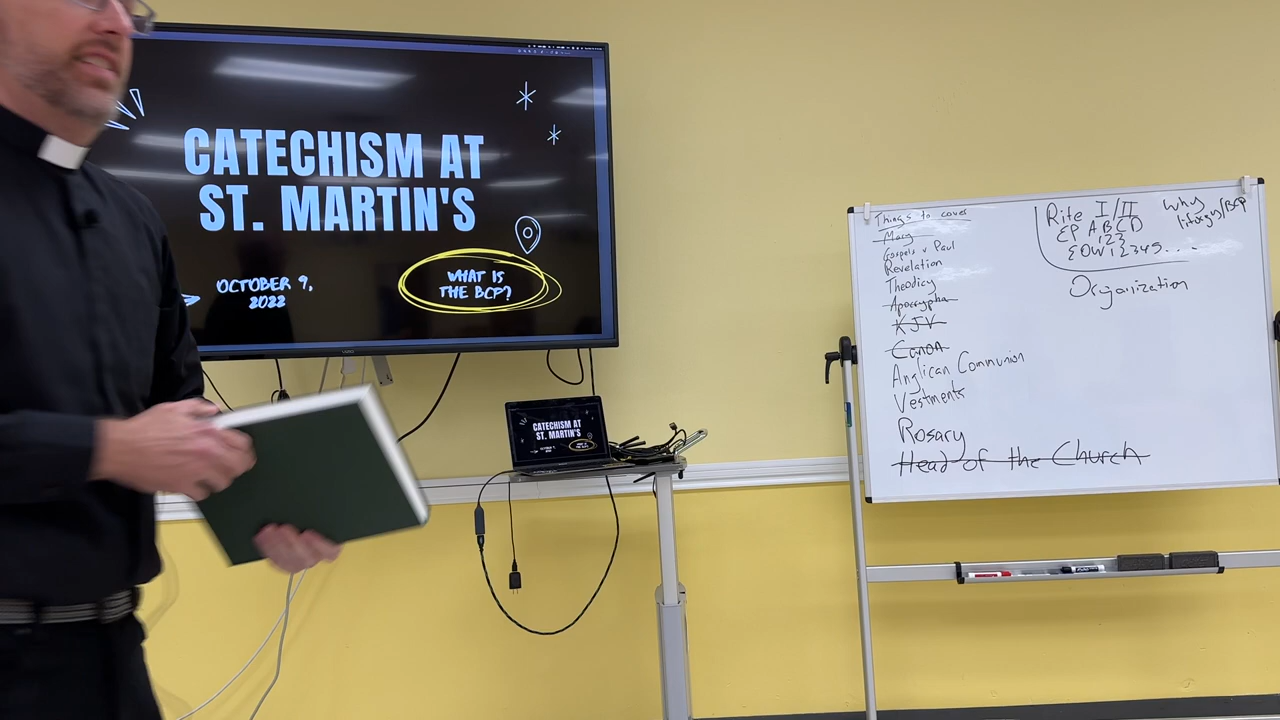 CATECHISM AT
ST. MARTIN'S
OCTOBER 9,
2022
WHAT IS
THE BCP?
CATECHISM AT
ST. MARTIN'S
Things to cover
Mary
Gospels v Paul
Revelation
Theodicy
Apocrypha
KJV
Canon
Anglican Communion
Vestments
Rosary
Head of the Church
Rite I/II
EP ABCD
123
EOW12345...
Why
liturgy/BCP
Organization